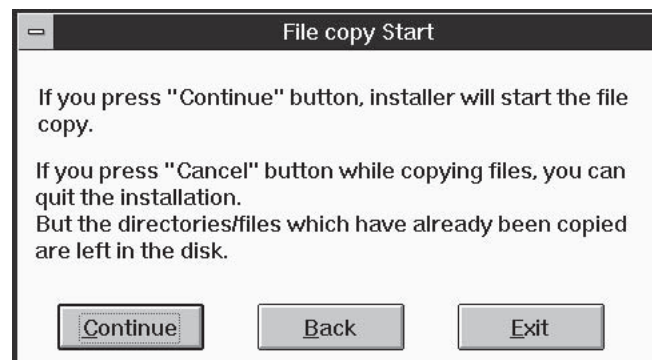 File copy Start
If you press "Continue" button, installer will start the file
copy.
If you press "Cancel" button while copying files, you can
quit the installation.
But the directories/files which have already been copied
are left in the disk.
Continue
Back
Exit